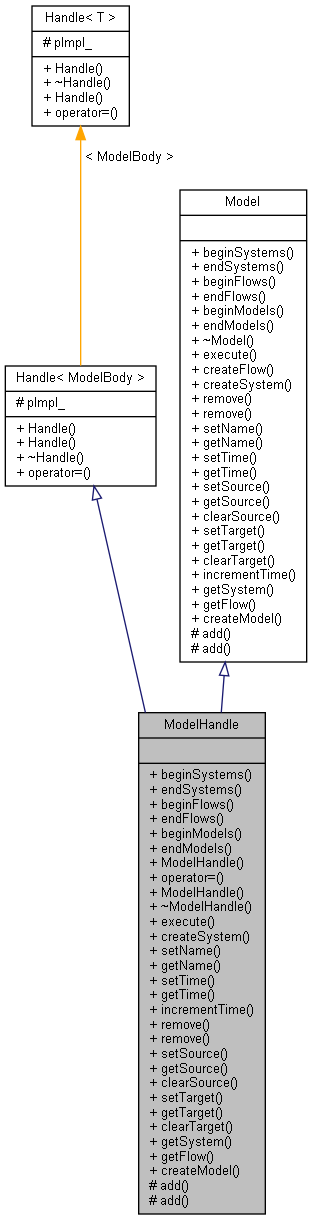 Handle< T >
# pImpl_
+ Handle()
+ ~Handle()
+ Handle()
+ operator=()
< ModelBody >
Model
+ beginSystems()
+ endSystems()
+ beginFlows()
+ endFlows()
+ beginModels()
+ endModels()
+ ~Model()
+ execute()
+ createFlow()
+ createSystem()
+ remove()
+ remove()
+ setName()
+ getName()
+ setTime()
+ getTime()
+ setSource()
+ getSource()
+ clearSource()
+ setTarget()
+ getTarget()
+ clearTarget()
+ incrementTime()
+ getSystem()
+ getFlow()
+ createModel()
# add()
# add()
Handle< ModelBody >
# pImpl_
+ Handle()
+ Handle()
+ ~Handle()
+ operator=()
ModelHandle
+ beginSystems()
+ endSystems()
+ beginFlows()
+ endFlows()
+ beginModels()
+ endModels()
+ ModelHandle()
+ operator=()
+ ModelHandle()
+ ~ModelHandle()
+ execute()
+ createSystem()
+ setName()
+ getName()
+ setTime()
+ getTime()
+ incrementTime()
+ remove()
+ remove()
+ setSource()
+ getSource()
+ clearSource()
+ setTarget()
+ getTarget()
+ clearTarget()
+ getSystem()
+ getFlow()
+ createModel()
# add()
# add()